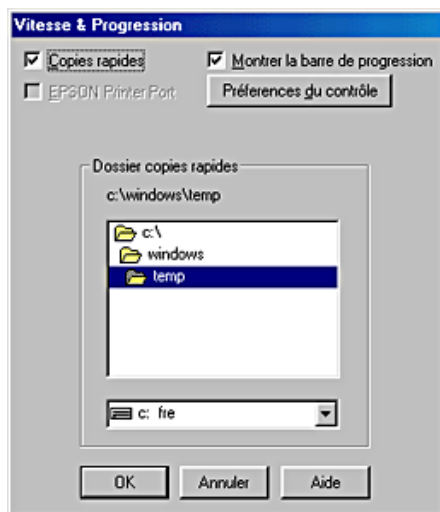 Vitesse & Progression
Copies rapides
Montrer la barre de progression
EPSON Printer Port
Préferences du contrôle
Dossier copies rapides
c:\windows\temp
c:\
windows
temp
c: fre
OK Annuler Aide